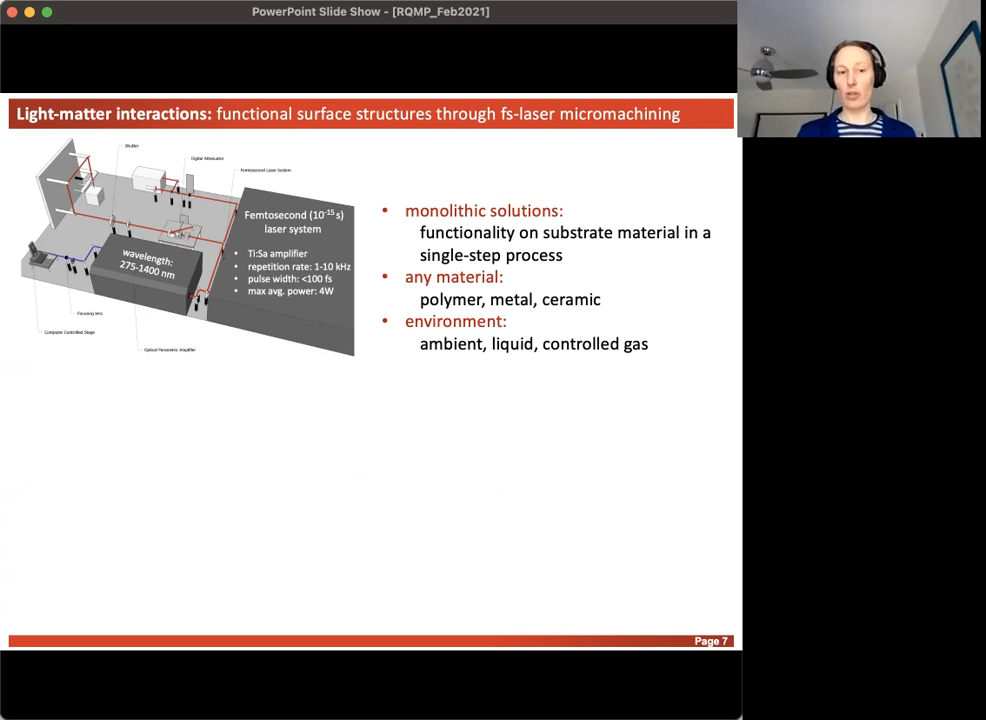 PowerPoint Slide Show - [RQMP_Feb2021]
Light-matter interactions: functional surface structures through fs-laser micromachining
Shutter
Digital Attenuator
Femtosecond Laser System
Femtosecond (10-15 s)
laser system
• Ti:Sa amplifier
• repetition rate: 1-10 kHz
• pulse width: <100 fs
• max avg. power: 4W
wavelength:
275-1400 nm
Focusing lens
Computer Controlled Stage
Optical Parametric Amplifier
• monolithic solutions:
functionality on substrate material in a
single-step process
• any material:
polymer, metal, ceramic
• environment:
ambient, liquid, controlled gas
Page 7